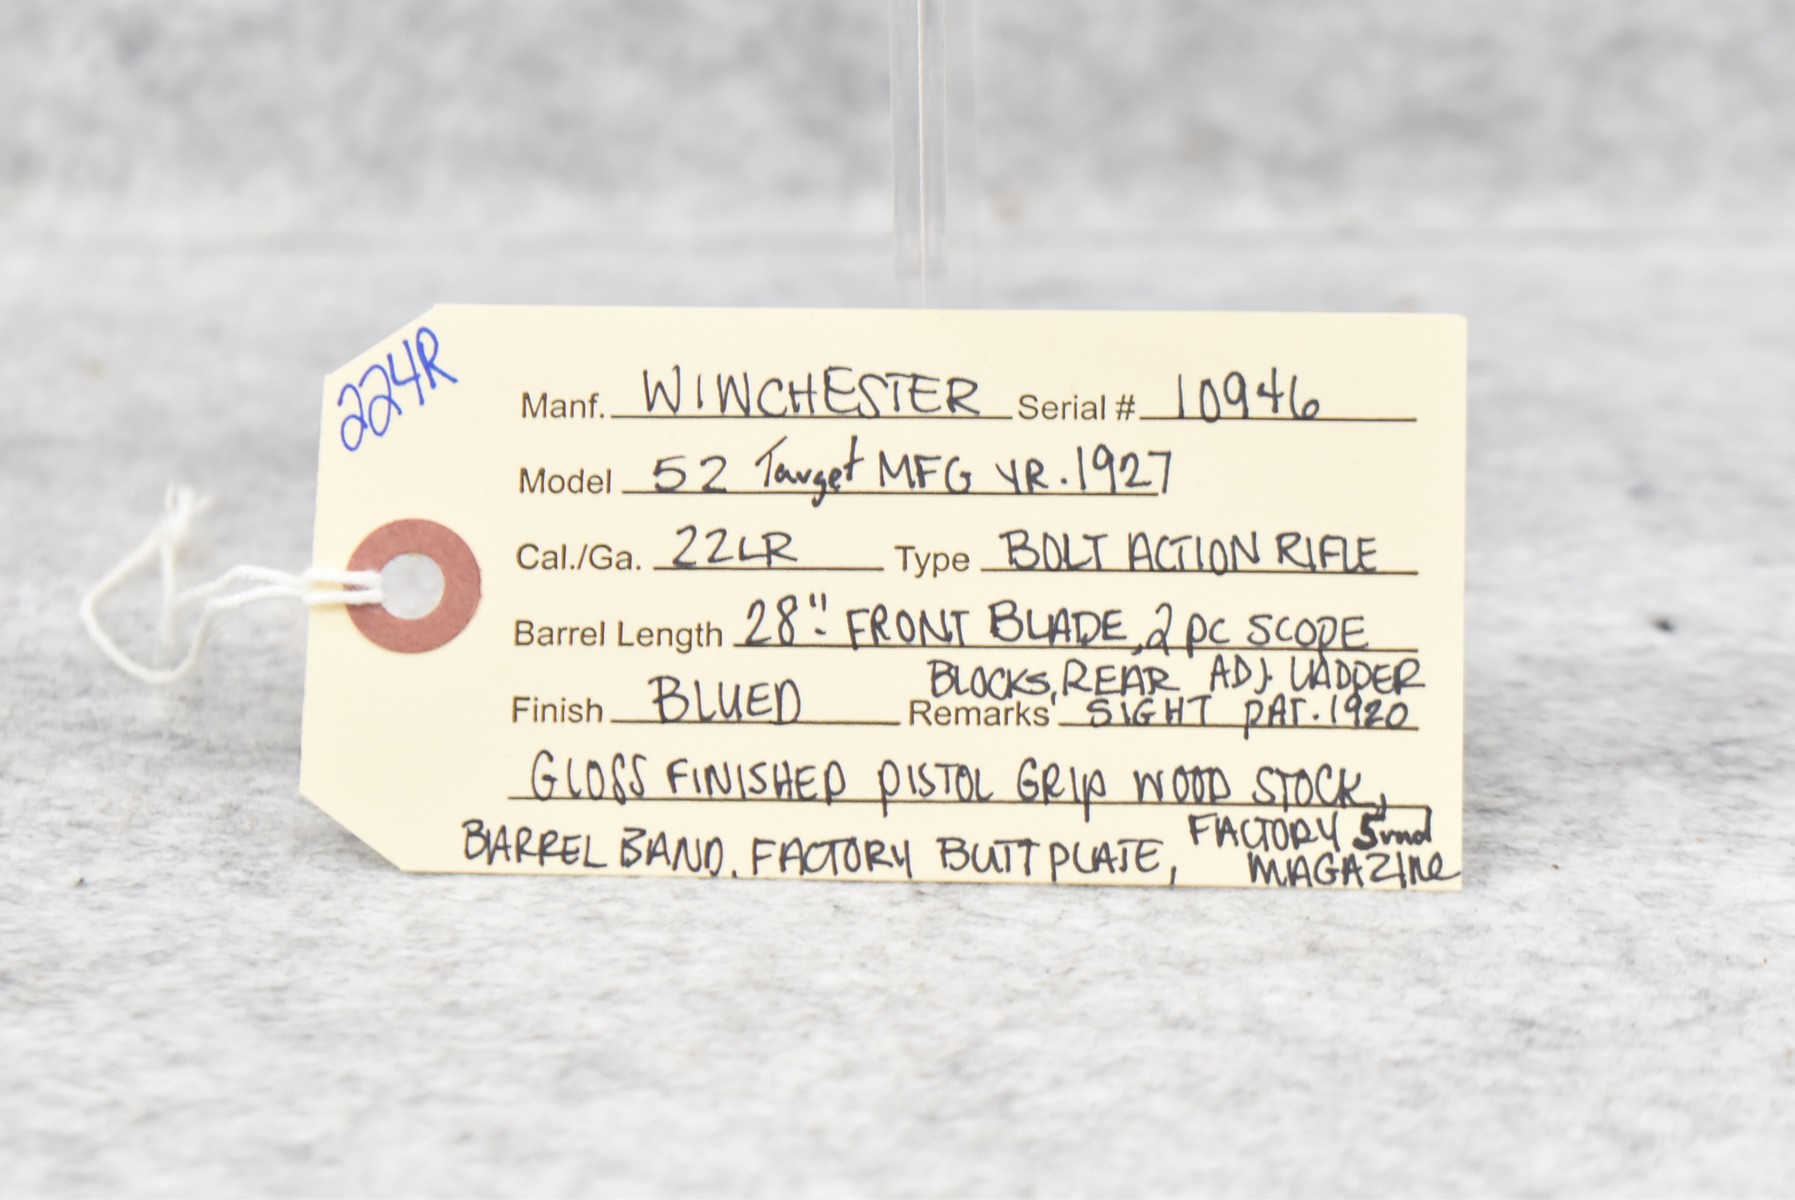 224R
Manf. WINCHESTER Serial # 10946
Model 52 Target MFG YR. 1927
Cal./Ga. 22LR Type BOLT ACTION RIFLE
Barrel Length 28" FRONT BLADE, 2 PC SCOPE
BLOCKS, REAR ADJ. LADDER
Finish BLUED Remarks SIGHT PAT. 1920
GLOSS FINISHED PISTOL GRIP WOOD STOCK,
BARREL BAND, FACTORY BUTT PLATE, FACTORY 5rnd
MAGAZINE